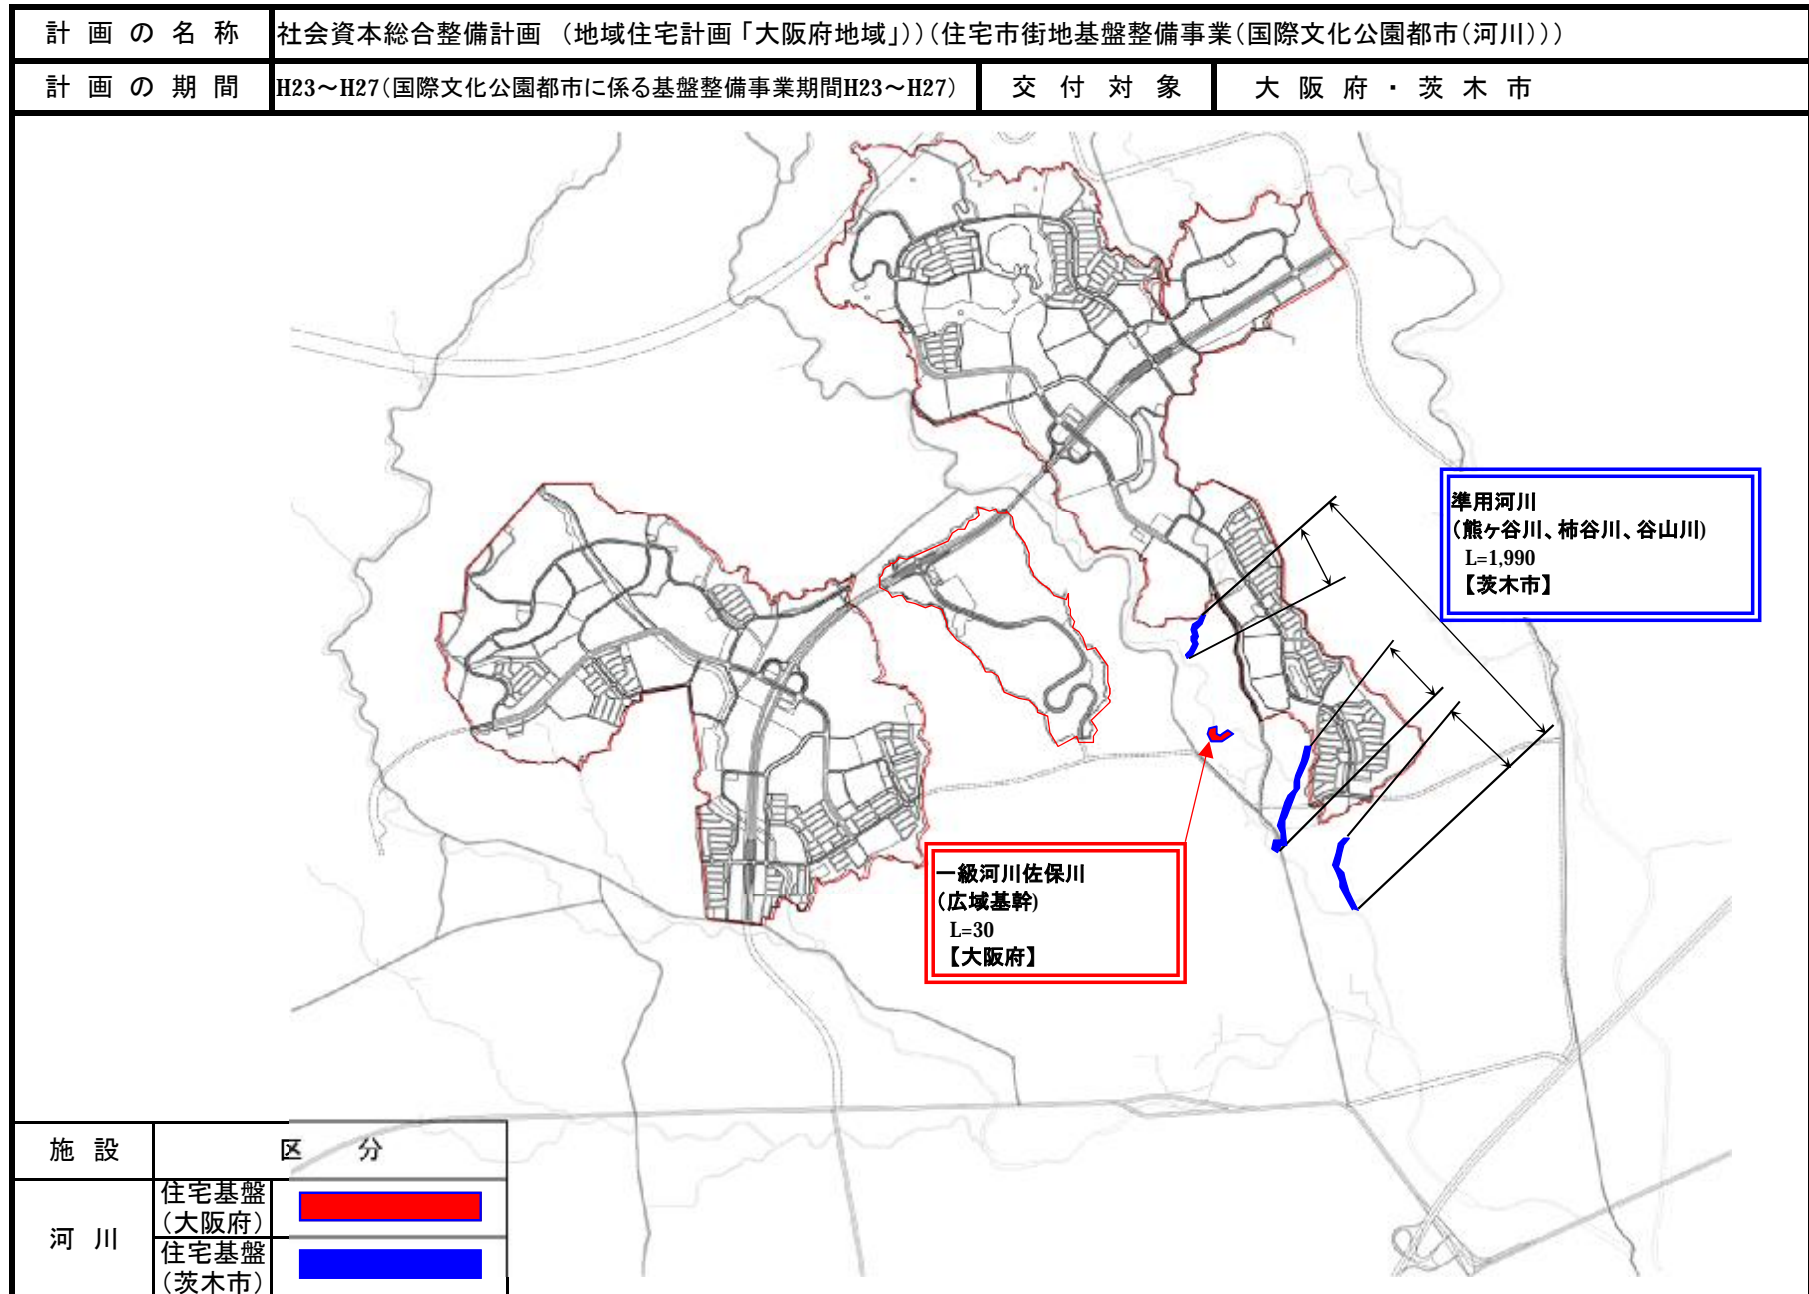 計画の名称 社会資本総合整備計画 （地域住宅計画「大阪府地域」））（住宅市街地基盤整備事業（国際文化公園都市（河川）））
計画の期間 H23～H27（国際文化公園都市に係る基盤整備事業期間H23～H27） 交付対象 大阪府・茨木市
準用河川
（熊ヶ谷川、柿谷川、谷山川）
L=1,990
【茨木市】
一級河川佐保川
（広域基幹）
L=30
【大阪府】
施設 区分
河川
住宅基盤
（大阪府）
住宅基盤
（茨木市）